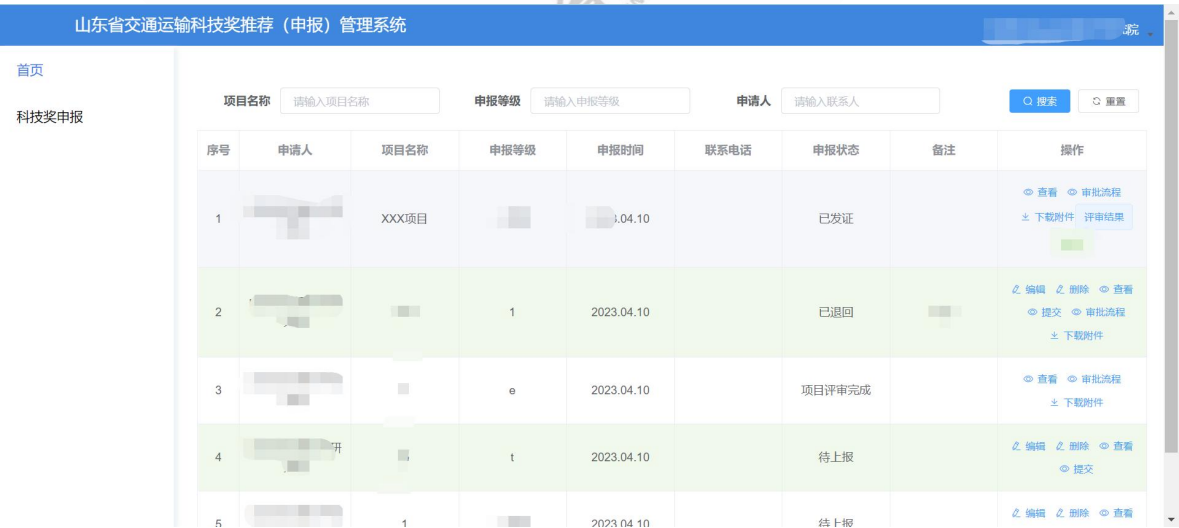 山东省交通运输科技奖推荐（申报）管理系统
院
首页
科技奖申报
项目名称 请输入项目名称 申报等级 请输入申报等级 申请人 请输入联系人 搜索 重置
序号 申请人 项目名称 申报等级 申报时间 联系电话 申报状态 备注 操作
查看 审批流程
1 XXX项目 .04.10 已发证 下载附件 评审结果
编辑 删除 查看
2 1 2023.04.10 已退回 提交 审批流程
下载附件
查看 审批流程
3 e 2023.04.10 项目评审完成
下载附件
研
编辑 删除 查看
4 t 2023.04.10 待上报
提交
编辑 删除 查看
5 1 2023.04.10 待上报